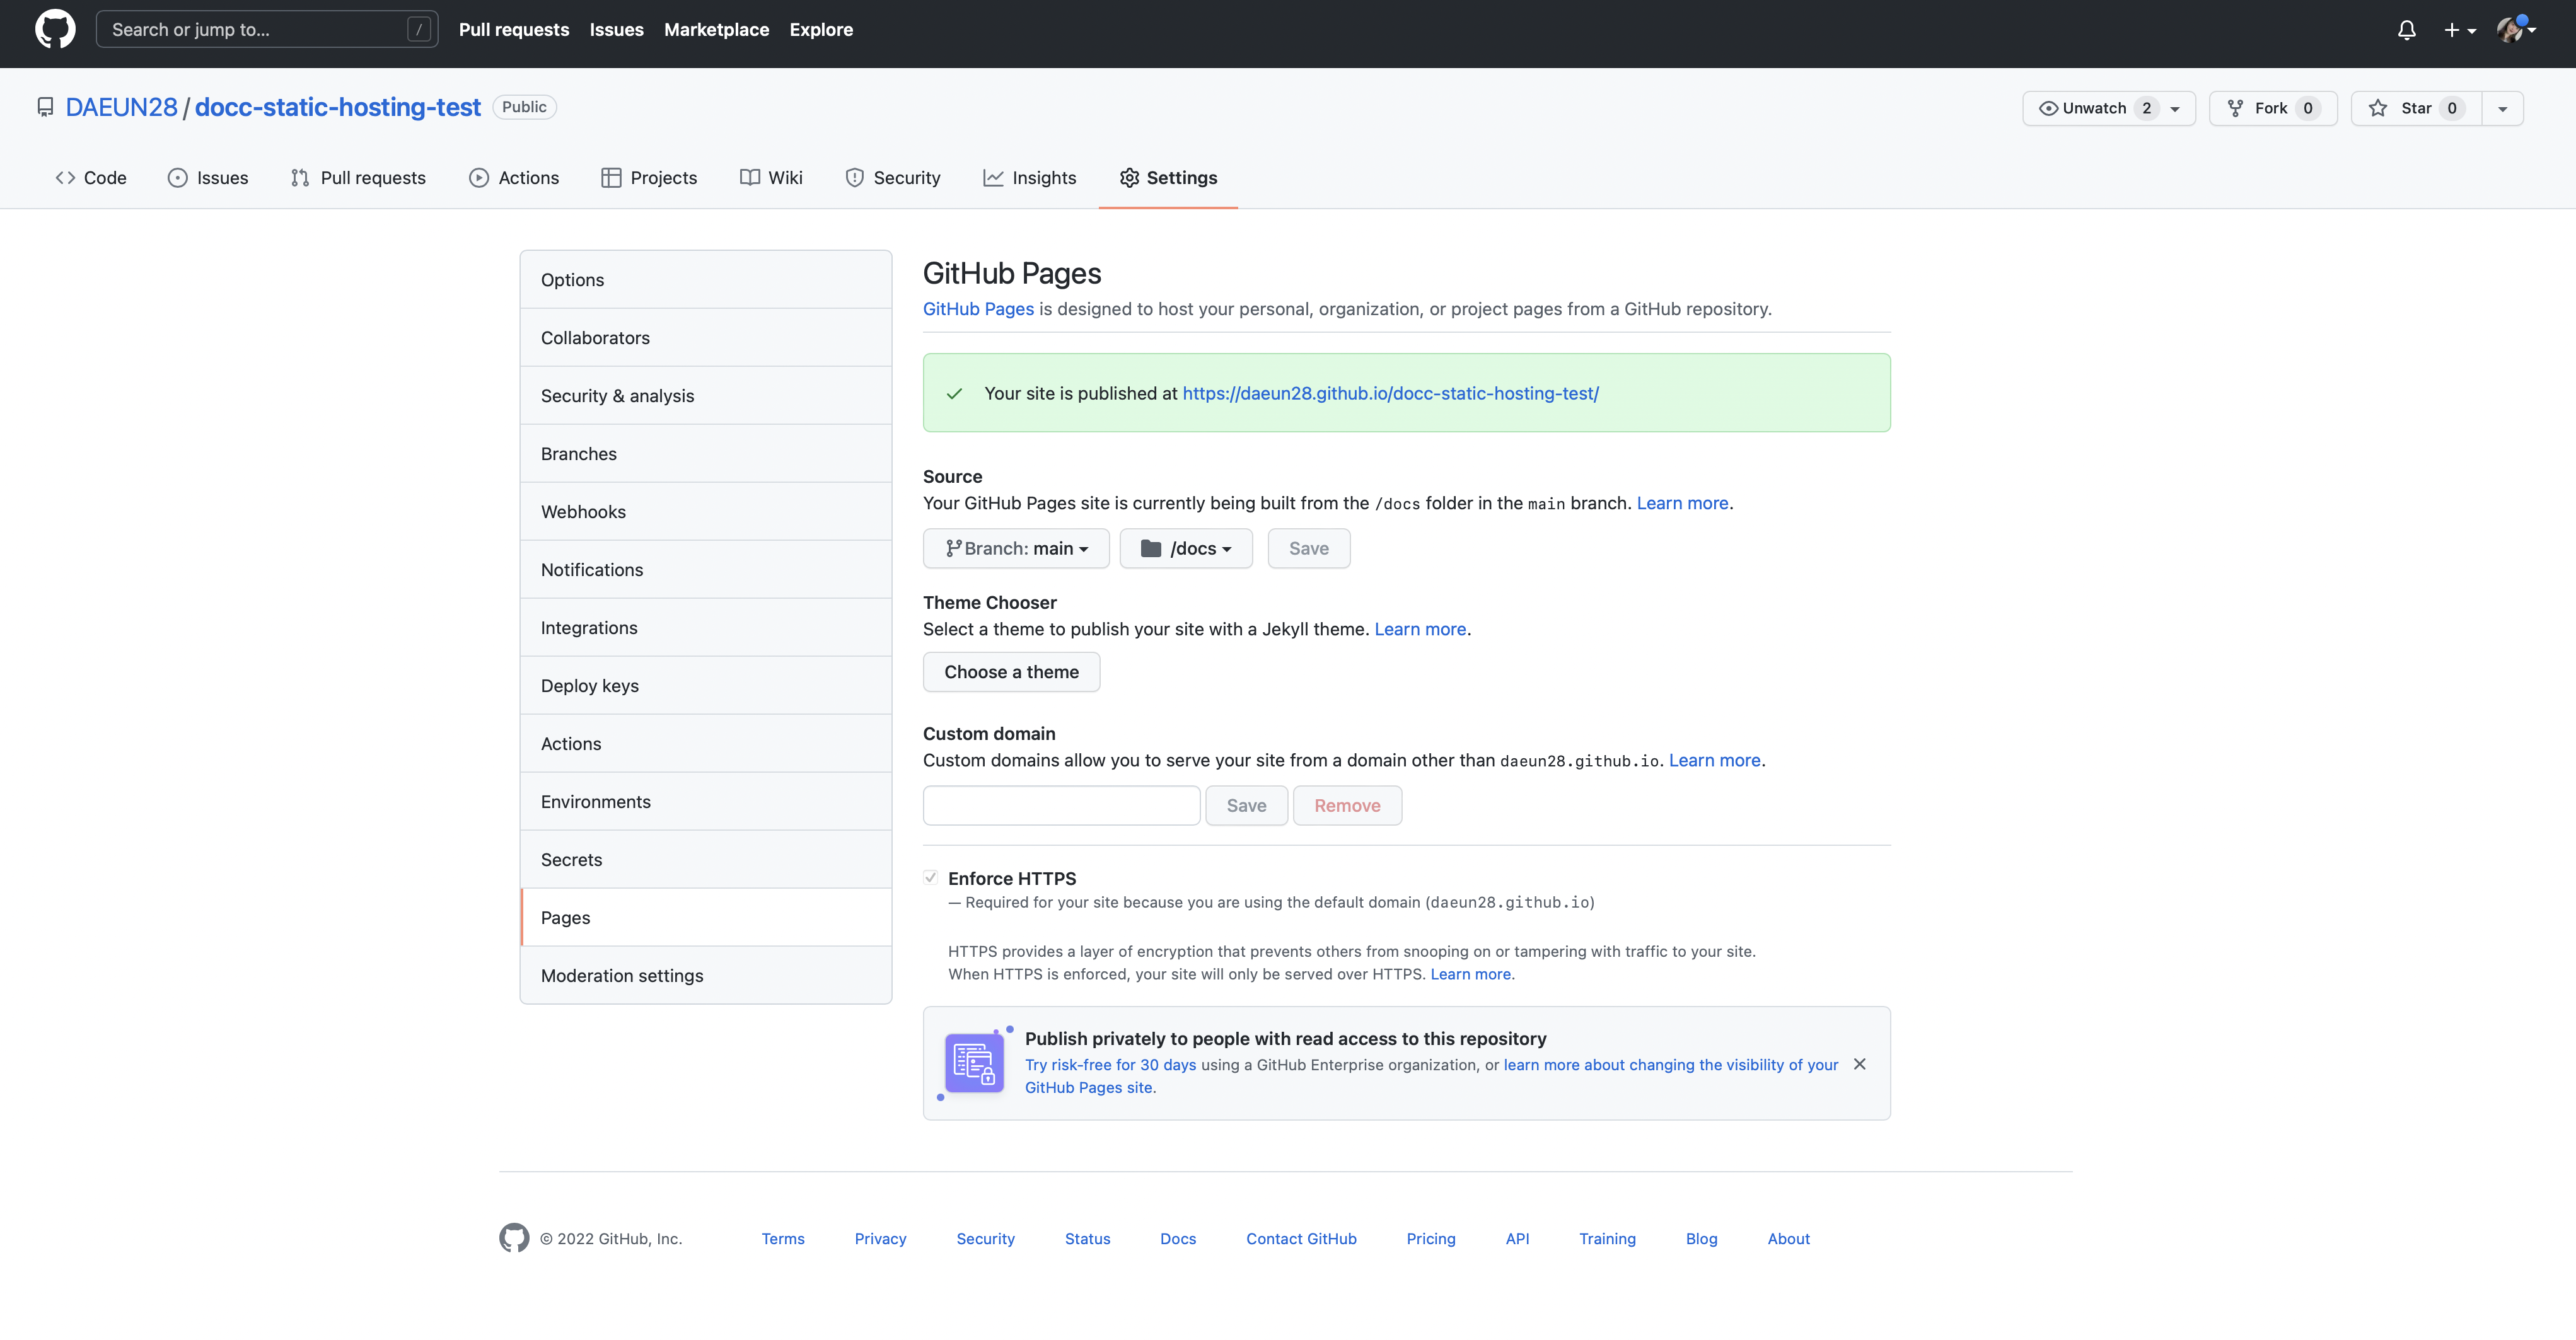 Search or jump to... /
Pull requests Issues Marketplace Explore
DAEUN28 / docc-static-hosting-test Public
Unwatch 2 Fork 0 Star 0
Code Issues Pull requests Actions Projects Wiki Security Insights Settings
Options
Collaborators
Security & analysis
Branches
Webhooks
Notifications
Integrations
Deploy keys
Actions
Environments
Secrets
Pages
Moderation settings
GitHub Pages
GitHub Pages is designed to host your personal, organization, or project pages from a GitHub repository.
Your site is published at https://daeun28.github.io/docc-static-hosting-test/
Source
Your GitHub Pages site is currently being built from the /docs folder in the main branch. Learn more.
Branch: main /docs Save
Theme Chooser
Select a theme to publish your site with a Jekyll theme. Learn more.
Choose a theme
Custom domain
Custom domains allow you to serve your site from a domain other than daeun28.github.io. Learn more.
Save Remove
Enforce HTTPS
— Required for your site because you are using the default domain (daeun28.github.io)
HTTPS provides a layer of encryption that prevents others from snooping on or tampering with traffic to your site.
When HTTPS is enforced, your site will only be served over HTTPS. Learn more.
Publish privately to people with read access to this repository
Try risk-free for 30 days using a GitHub Enterprise organization, or learn more about changing the visibility of your
GitHub Pages site.
© 2022 GitHub, Inc. Terms Privacy Security Status Docs Contact GitHub Pricing API Training Blog About